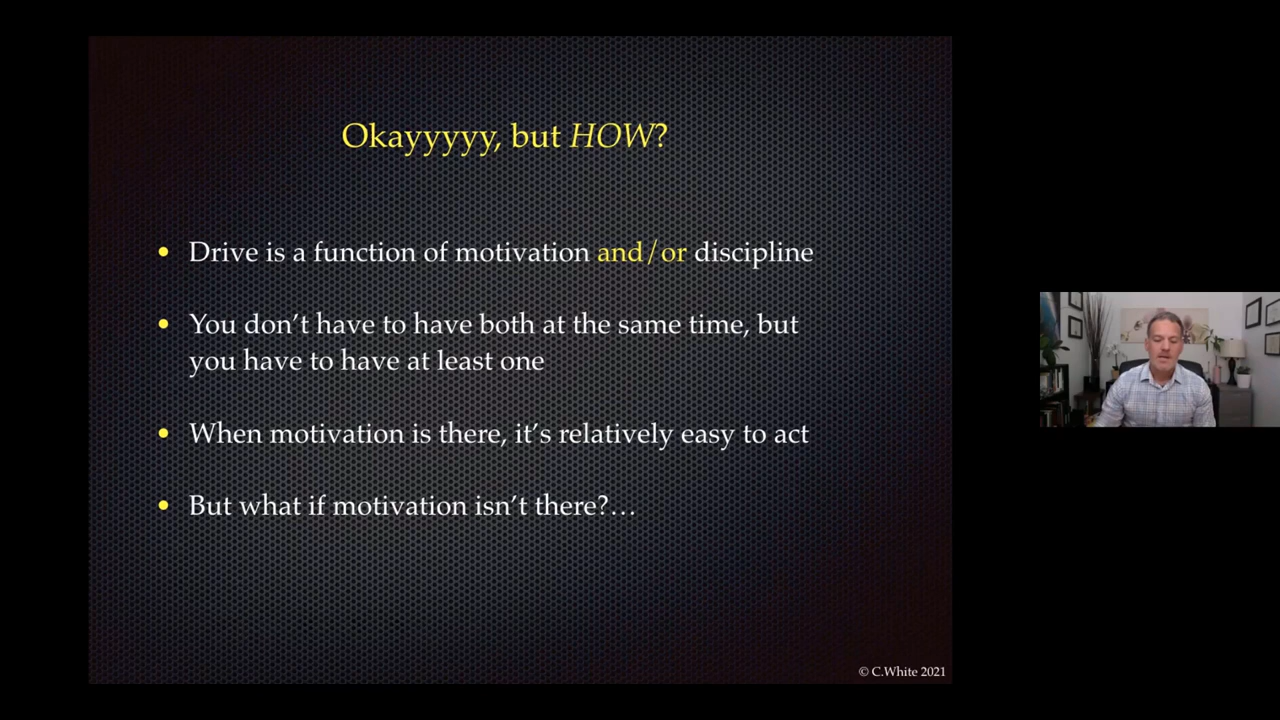 Okayyyyy, but HOW?
• Drive is a function of motivation and/or discipline
• You don’t have to have both at the same time, but
you have to have at least one
• When motivation is there, it’s relatively easy to act
• But what if motivation isn’t there?…
© C.White 2021